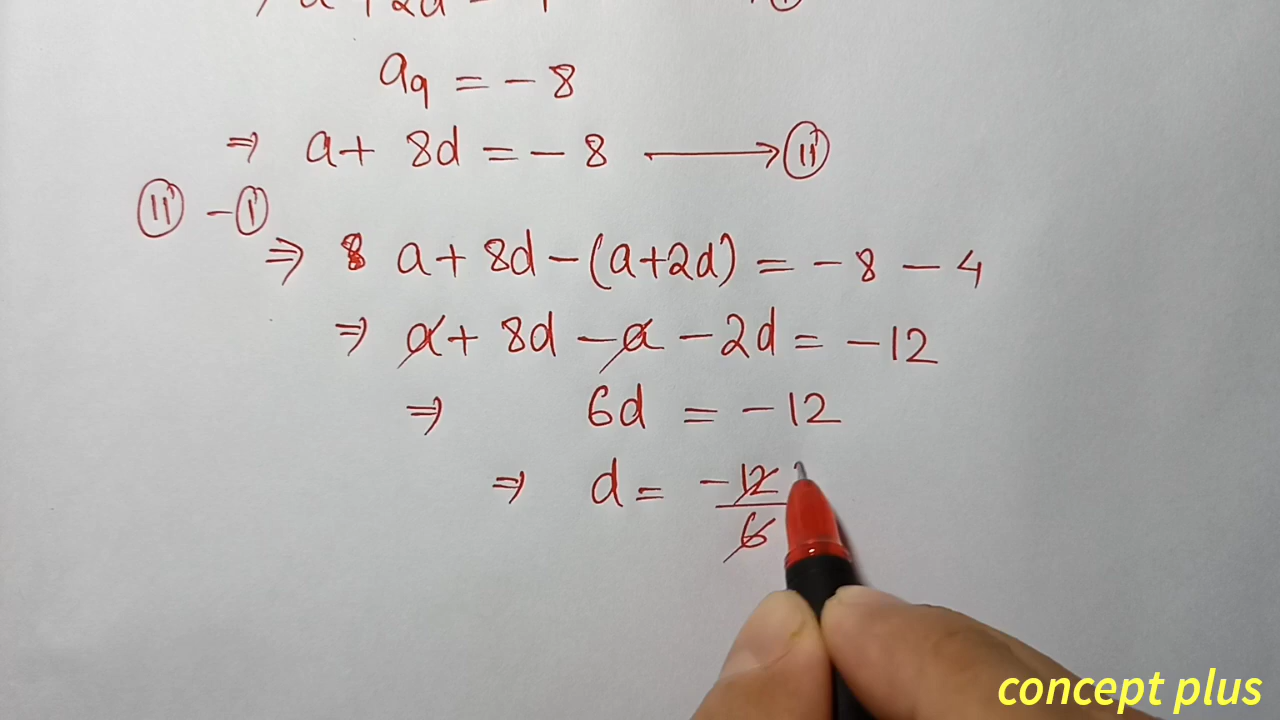 a₉ = - 8
⇒ a + 8d = - 8 ⟶ (ii)
(ii) - (i)
⇒ a + 8d - (a + 2d) = - 8 - 4
⇒ a + 8d - a - 2d = - 12
⇒ 6d = - 12
⇒ d = - 12/6
concept plus